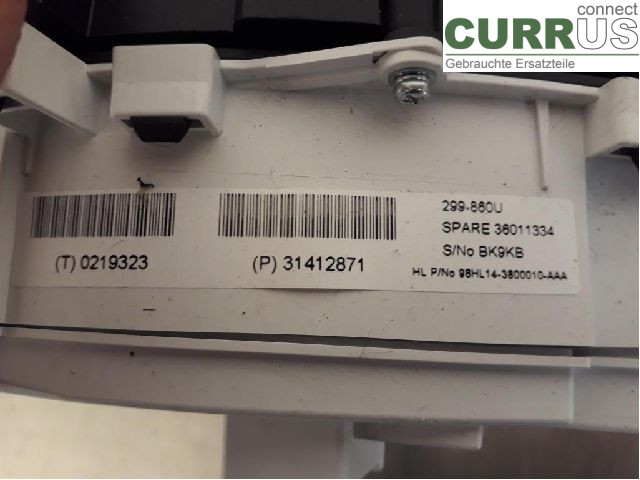 connect
CURRUS
Gebrauchte Ersatzteile
299-860U
SPARE 36011334
S/No BK9KB
HL P/No 98HL14-3800010-AAA
(T) 0219323
(P) 31412871